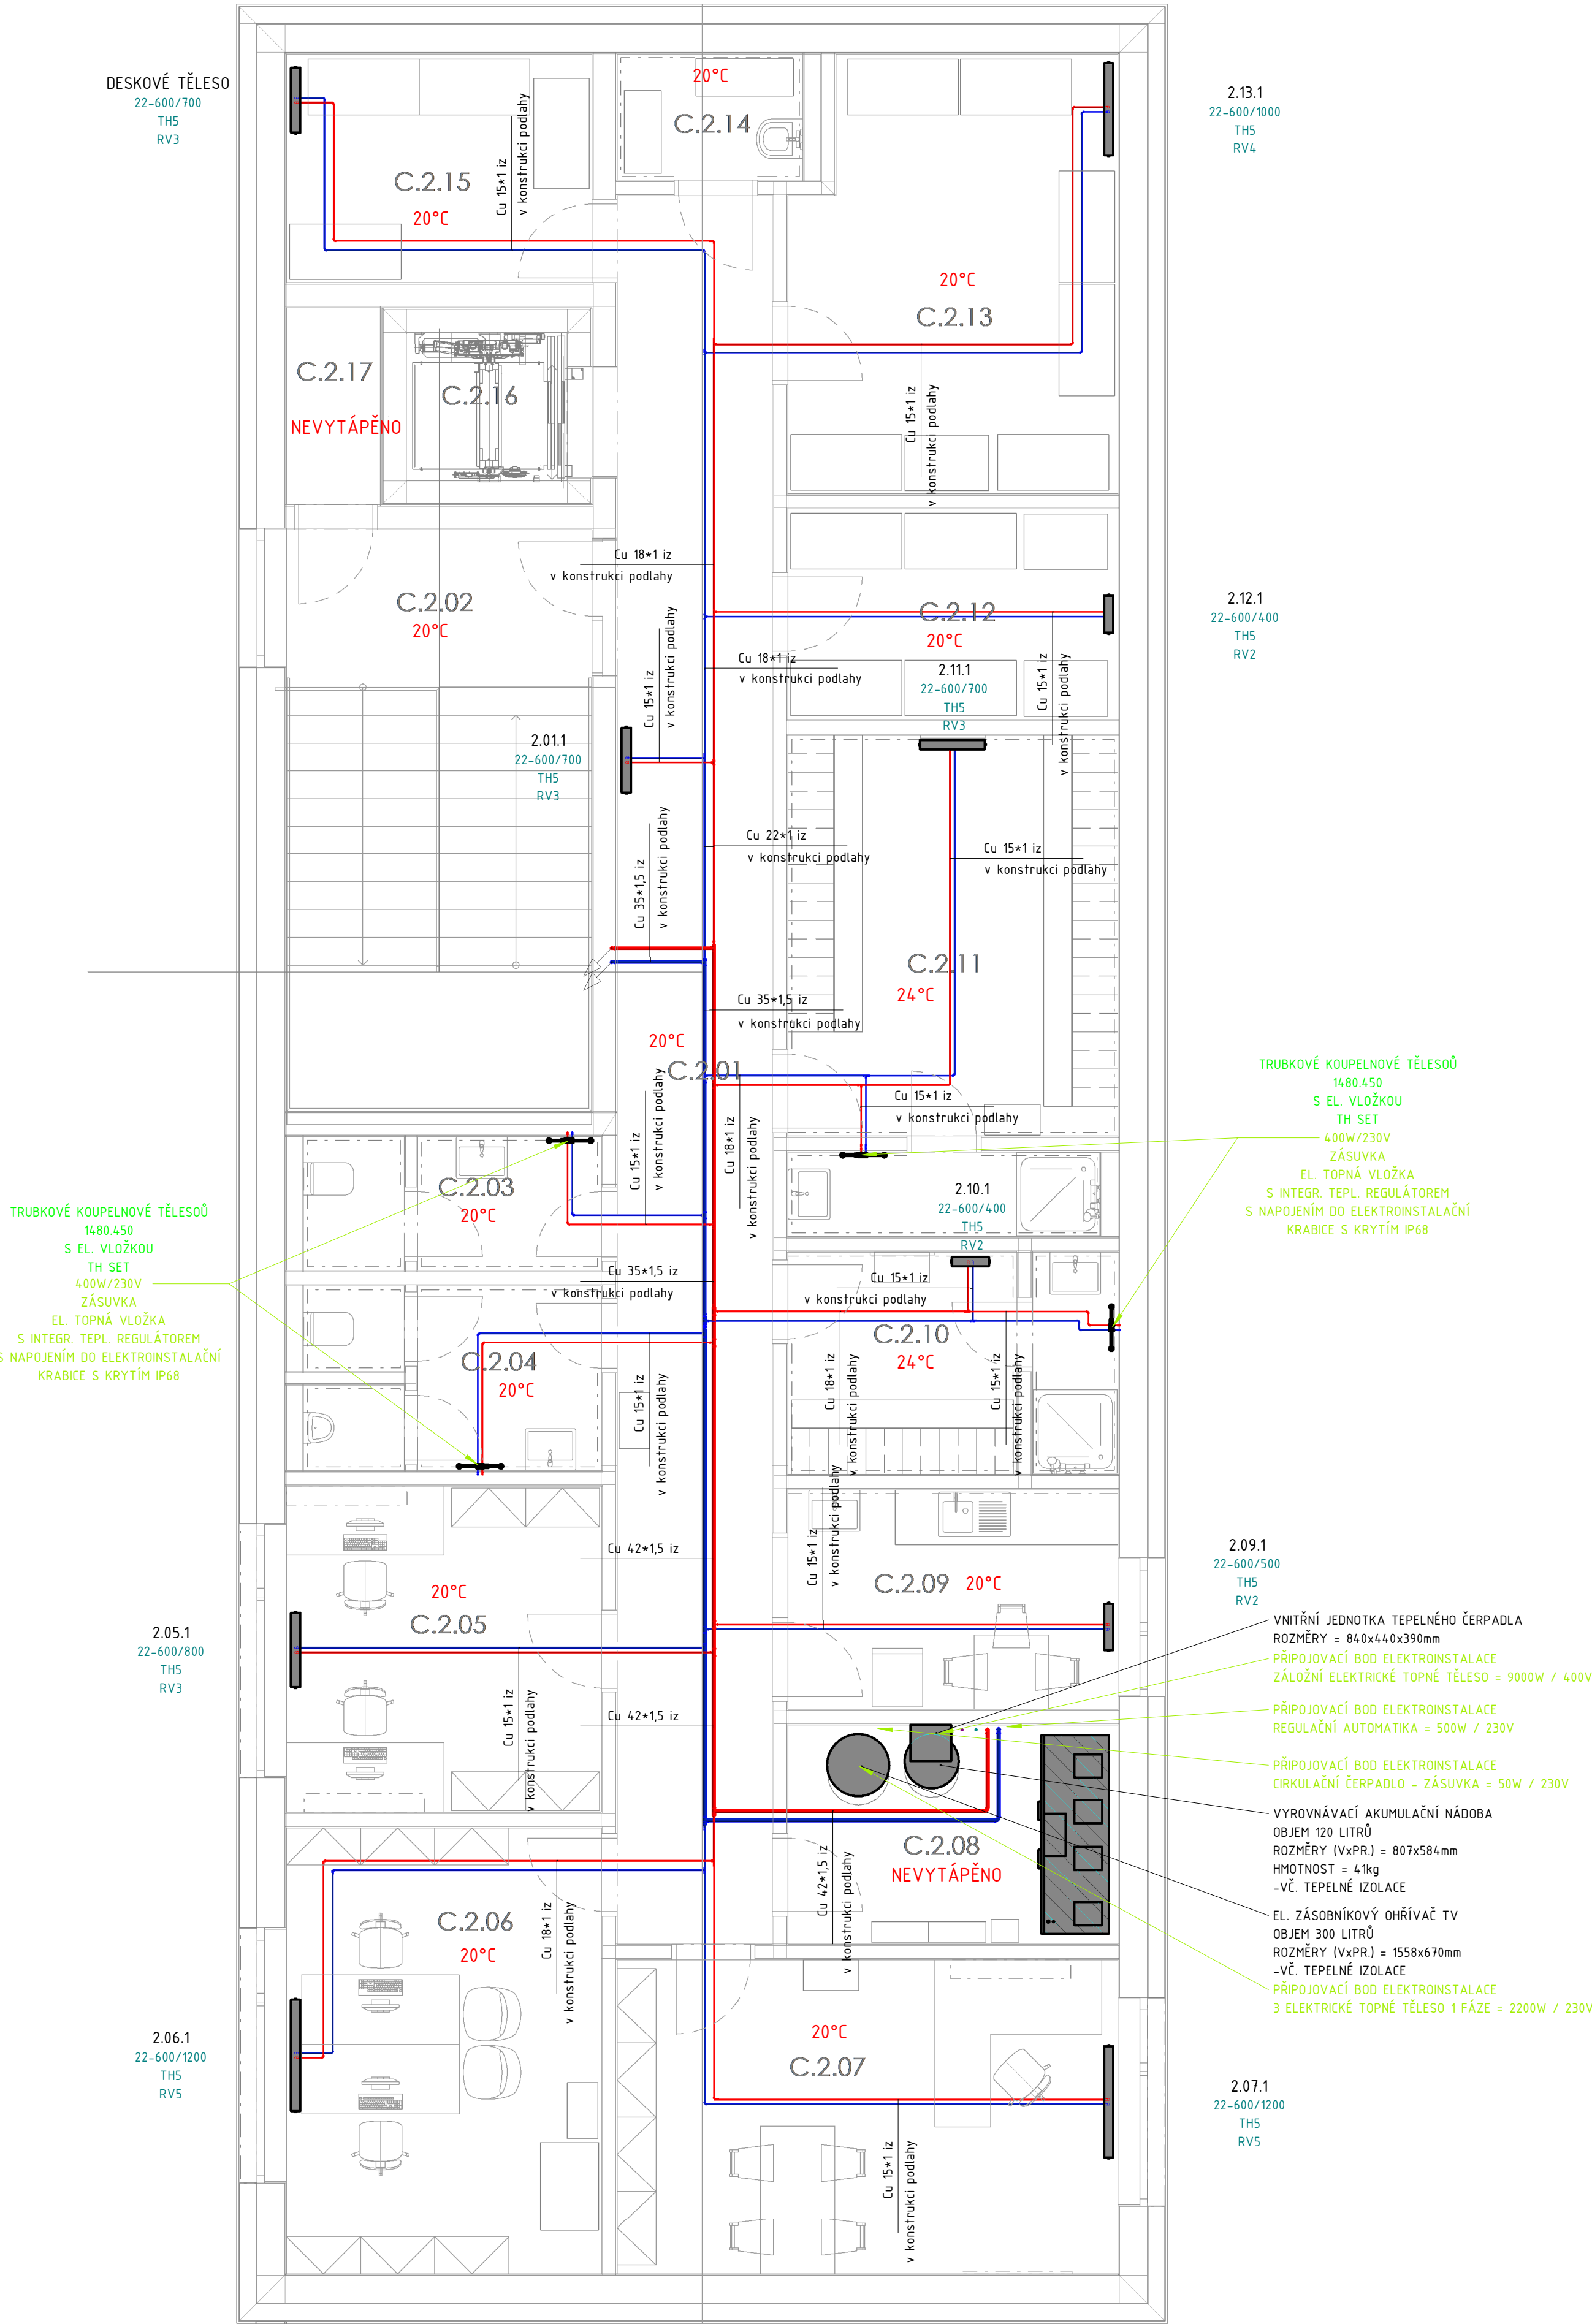 DESKOVÉ TĚLESO
22-600/700
TH5
RV3
20°C
C.2.14
2.13.1
22-600/1000
TH5
RV4
Cu 15*1 iz
v konstrukci podlahy
C.2.15
20°C
20°C
C.2.13
C.2.17
C.2.16
NEVYTÁPĚNO
Cu 15*1 iz
v konstrukci podlahy
Cu 18*1 iz
v konstrukci podlahy
C.2.02
20°C
C.2.12
20°C
2.12.1
22-600/400
TH5
RV2
Cu 15*1 iz
v konstrukci podlahy
Cu 18*1 iz
v konstrukci podlahy
2.11.1
22-600/700
TH5
RV3
Cu 15*1 iz
v konstrukci podlahy
2.01.1
22-600/700
TH5
RV3
Cu 35*1,5 iz
v konstrukci podlahy
Cu 22*1 iz
v konstrukci podlahy
Cu 15*1 iz
v konstrukci podlahy
C.2.11
24°C
Cu 35*1,5 iz
v konstrukci podlahy
20°C
C.2.01
Cu 15*1 iz
v konstrukci podlahy
Cu 18*1 iz
v konstrukci podlahy
Cu 15*1 iz
v konstrukci podlahy
TRUBKOVÉ KOUPELNOVÉ TĚLESOŮ
1480.450
S EL. VLOŽKOU
TH SET
400W/230V
ZÁSUVKA
EL. TOPNÁ VLOŽKA
S INTEGR. TEPL. REGULÁTOREM
S NAPOJENÍM DO ELEKTROINSTALAČNÍ
KRABICE S KRYTÍM IP68
C.2.03
20°C
2.10.1
22-600/400
TH5
RV2
TRUBKOVÉ KOUPELNOVÉ TĚLESOŮ
1480.450
S EL. VLOŽKOU
TH SET
400W/230V
ZÁSUVKA
EL. TOPNÁ VLOŽKA
S INTEGR. TEPL. REGULÁTOREM
S NAPOJENÍM DO ELEKTROINSTALAČNÍ
KRABICE S KRYTÍM IP68
Cu 35*1,5 iz
v konstrukci podlahy
Cu 15*1 iz
v konstrukci podlahy
C.2.10
24°C
C.2.04
20°C
Cu 15*1 iz
v konstrukci podlahy
Cu 18*1 iz
v konstrukci podlahy
Cu 15*1 iz
v konstrukci podlahy
Cu 42*1,5 iz
Cu 15*1 iz
v konstrukci podlahy
C.2.09
20°C
2.09.1
22-600/500
TH5
RV2
20°C
C.2.05
2.05.1
22-600/800
TH5
RV3
Cu 15*1 iz
v konstrukci podlahy
Cu 42*1,5 iz
VNITŘNÍ JEDNOTKA TEPELNÉHO ČERPADLA
ROZMĚRY = 840x440x390mm
PŘIPOJOVACÍ BOD ELEKTROINSTALACE
ZÁLOŽNÍ ELEKTRICKÉ TOPNÉ TĚLESO = 9000W / 400V
PŘIPOJOVACÍ BOD ELEKTROINSTALACE
REGULAČNÍ AUTOMATIKA = 500W / 230V
PŘIPOJOVACÍ BOD ELEKTROINSTALACE
CIRKULAČNÍ ČERPADLO - ZÁSUVKA = 50W / 230V
VYROVNÁVACÍ AKUMULAČNÍ NÁDOBA
OBJEM 120 LITRŮ
ROZMĚRY (VxPR.) = 807x584mm
HMOTNOST = 41kg
-VČ. TEPELNÉ IZOLACE
EL. ZÁSOBNÍKOVÝ OHŘÍVAČ TV
OBJEM 300 LITRŮ
ROZMĚRY (VxPR.) = 1558x670mm
-VČ. TEPELNÉ IZOLACE
PŘIPOJOVACÍ BOD ELEKTROINSTALACE
3 ELEKTRICKÉ TOPNÉ TĚLESO 1 FÁZE = 2200W / 230V
C.2.08
NEVYTÁPĚNO
Cu 42*1,5 iz
v konstrukci podlahy
C.2.06
20°C
Cu 18*1 iz
v konstrukci podlahy
2.06.1
22-600/1200
TH5
RV5
20°C
C.2.07
2.07.1
22-600/1200
TH5
RV5
Cu 15*1 iz
v konstrukci podlahy